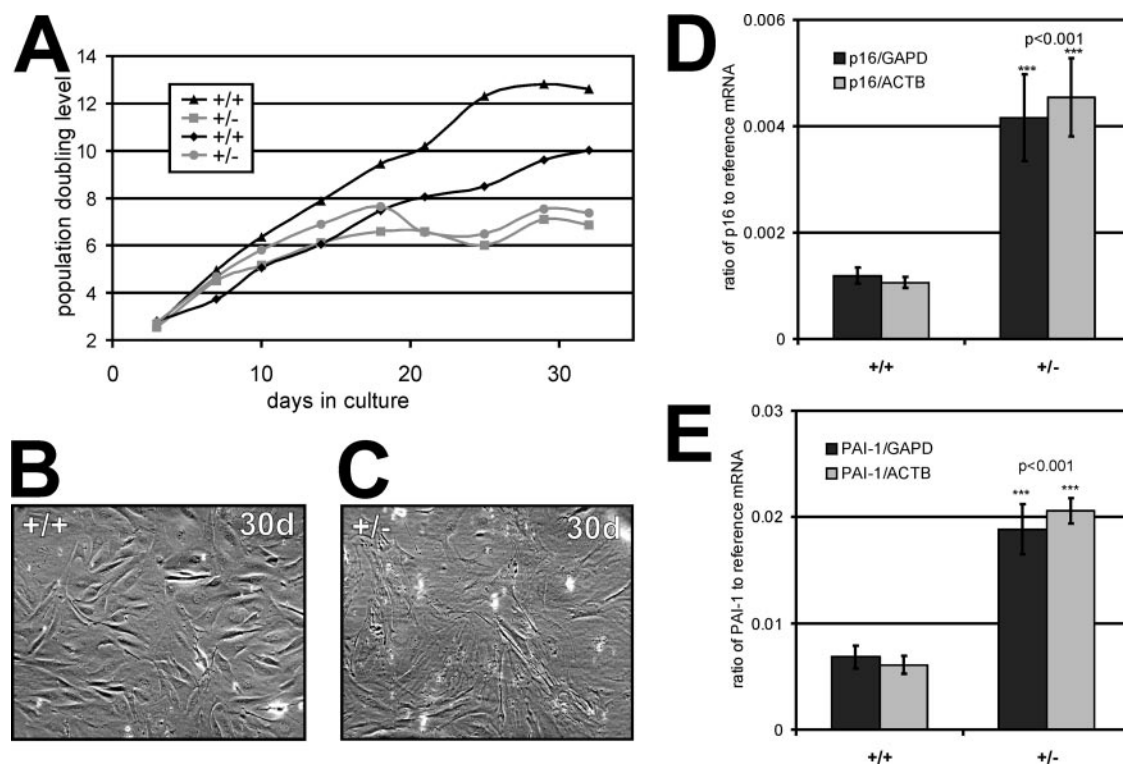 A
population doubling level
14
12
10
8
6
4
2
+/+
+/-
+/+
+/-
0
10
20
30
days in culture
B
+/+
30d
C
+/-
30d
D
ratio of p16 to reference mRNA
0.006
0.004
0.002
0
p16/GAPD
p16/ACTB
p<0.001
***
***
+/+
+/-
E
ratio of PAI-1 to reference mRNA
0.03
0.02
0.01
0
PAI-1/GAPD
PAI-1/ACTB
p<0.001
***
***
+/+
+/-